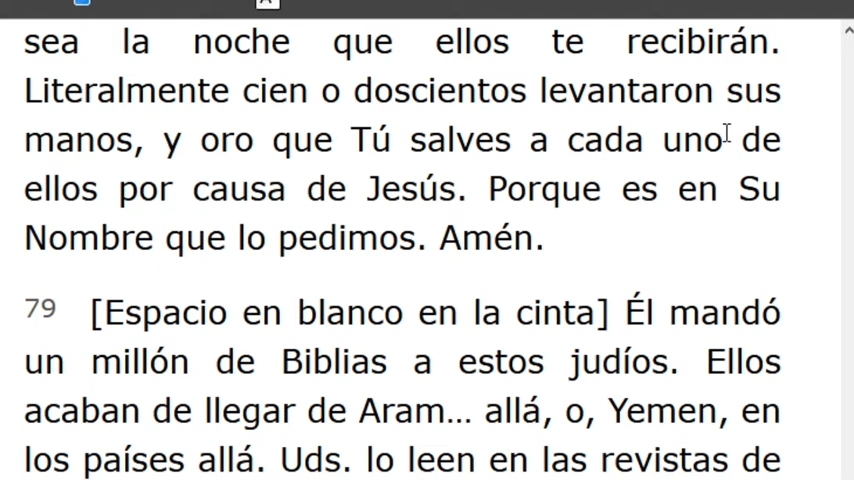 sea la noche que ellos te recibirán.
Literalmente cien o doscientos levantaron sus
manos, y oro que Tú salves a cada uno de
ellos por causa de Jesús. Porque es en Su
Nombre que lo pedimos. Amén.
79 [Espacio en blanco en la cinta] Él mandó
un millón de Biblias a estos judíos. Ellos
acaban de llegar de Aram… allá, o, Yemen, en
los países allá. Uds. lo leen en las revistas de